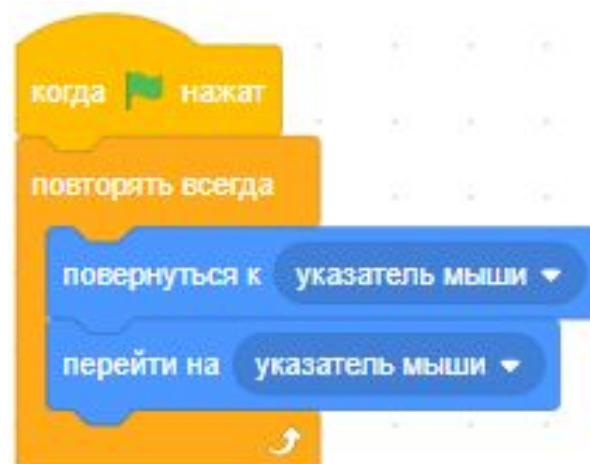 когда нажат
повторять всегда
повернуться к указатель мыши
перейти на указатель мыши